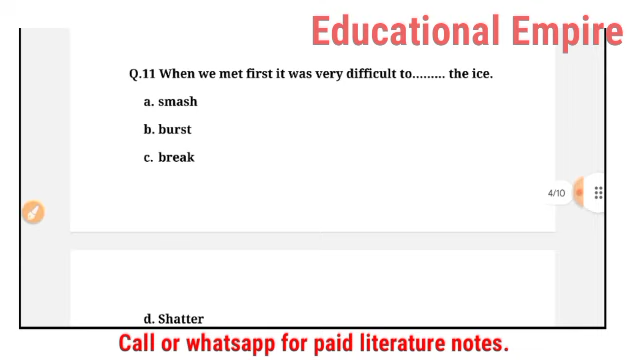 Educational Empire
Q.11 When we met first it was very difficult to......... the ice.
a. smash
b. burst
c. break
4/10
d. Shatter
Call or whatsapp for paid literature notes.